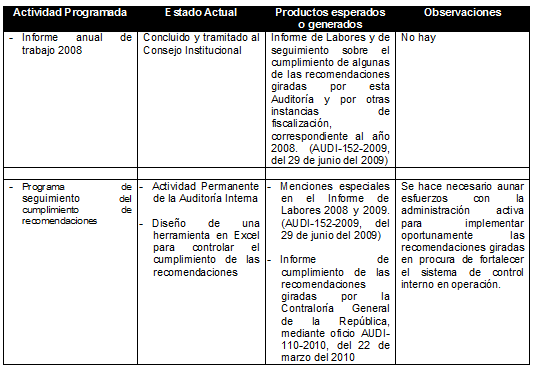 Actividad Programada
Estado Actual
Productos esperados
o generados
Observaciones
- Informe anual de
trabajo 2008
Concluido y tramitado al
Consejo Institucional
Informe de Labores y de
seguimiento sobre el
cumplimiento de algunas
de las recomendaciones
giradas por esta
Auditoría y por otras
instancias de
fiscalización,
correspondiente al año
2008. (AUDI-152-2009,
del 29 de junio del 2009)
No hay
- Programa de
seguimiento del
cumplimiento de
recomendaciones
- Actividad Permanente
de la Auditoría Interna
- Diseño de una
herramienta en Excel
para controlar el
cumplimiento de las
recomendaciones
- Menciones especiales
en el Informe de
Labores 2008 y 2009.
(AUDI-152-2009, del
29 de junio del 2009)
- Informe de
cumplimiento de las
recomendaciones
giradas por la
Contraloría General
de la República,
mediante oficio AUDI-
110-2010, del 22 de
marzo del 2010
Se hace necesario aunar
esfuerzos con la
administración activa
para implementar
oportunamente las
recomendaciones giradas
en procura de fortalecer
el sistema de control
interno en operación.